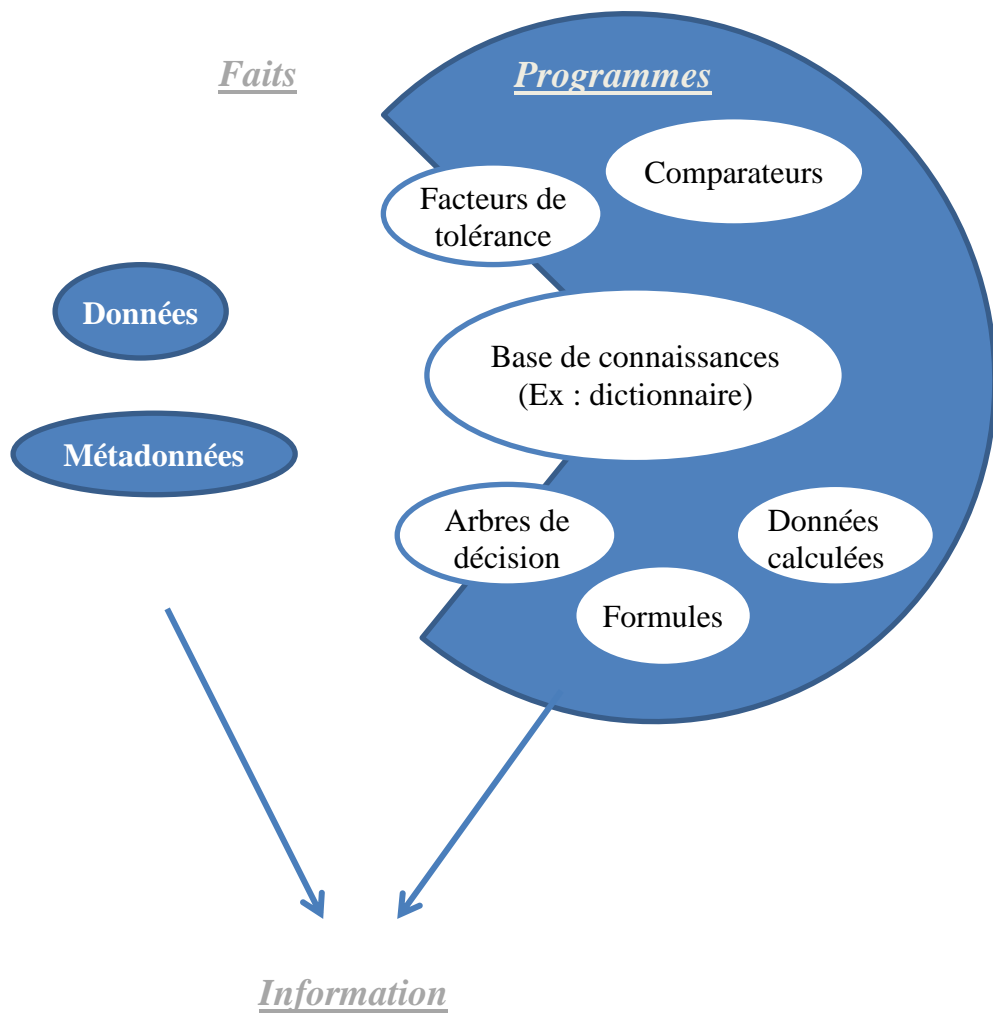 Faits
Programmes
Comparateurs
Facteurs de
tolérance
Données
Base de connaissances
(Ex : dictionnaire)
Métadonnées
Arbres de
décision
Données
calculées
Formules
Information